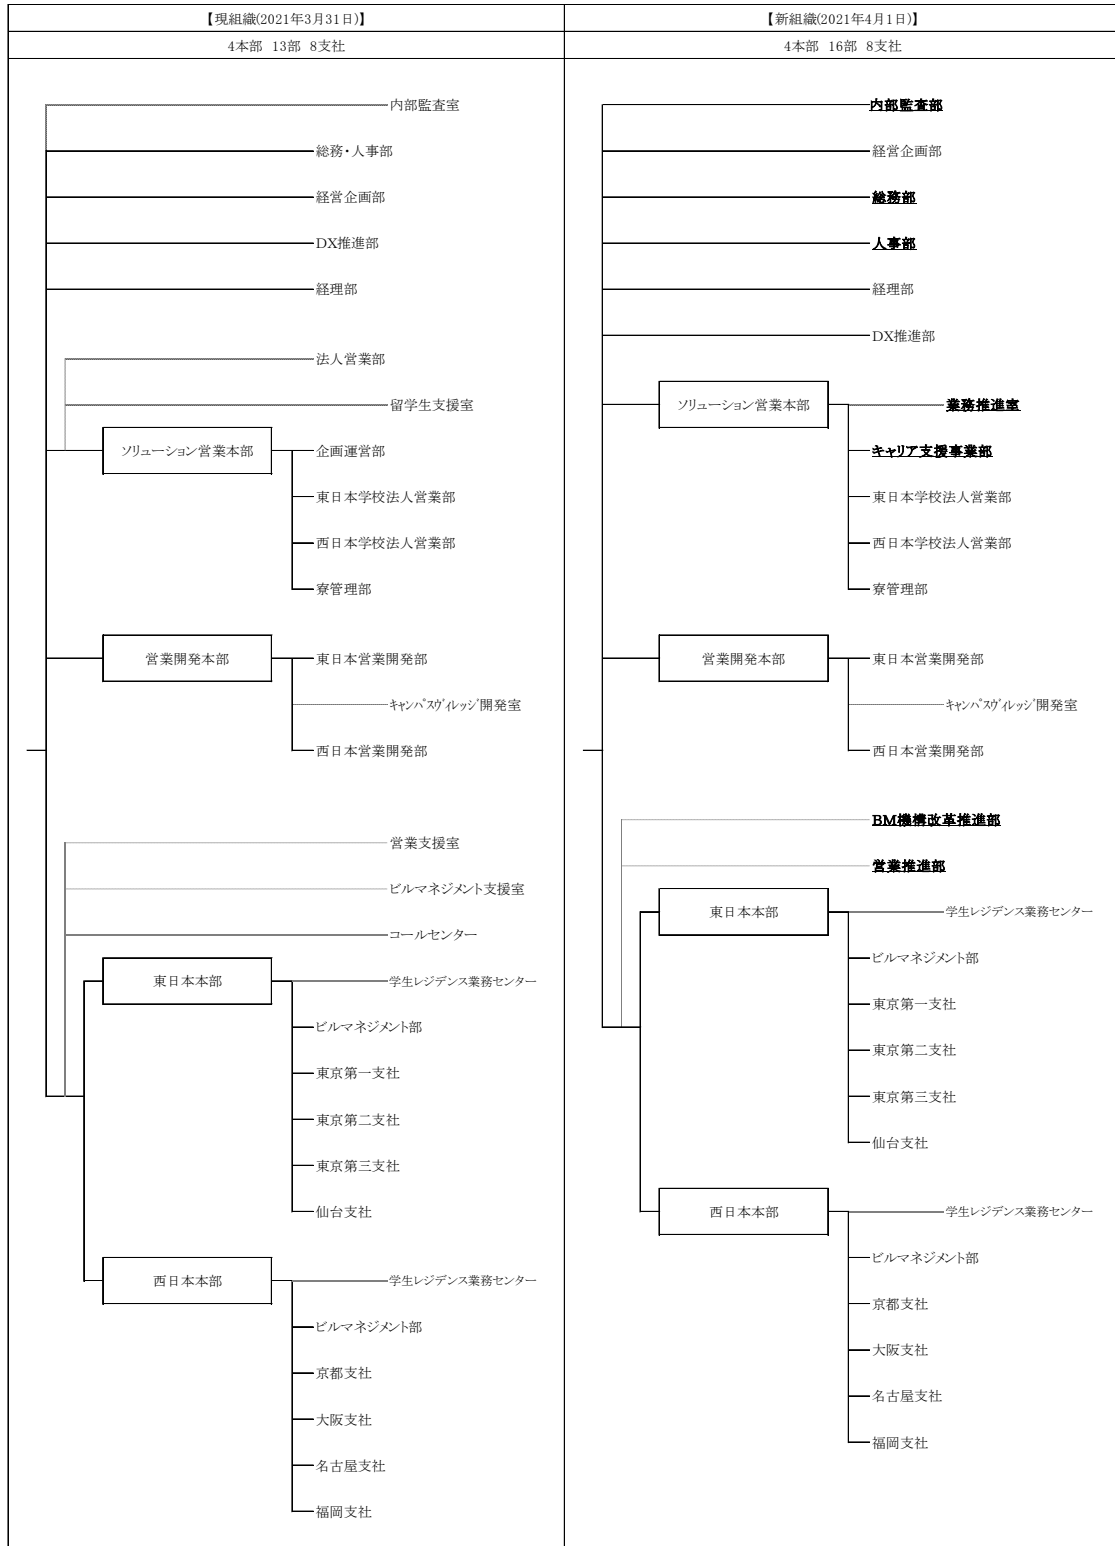 【現組織(2021年3月31日)】
4本部 13部 8支社
内部監査室
総務・人事部
経営企画部
DX推進部
経理部
法人営業部
留学生支援室
ソリューション営業本部
企画運営部
東日本学校法人営業部
西日本学校法人営業部
寮管理部
営業開発本部
東日本営業開発部
キャンパスヴィレッジ開発室
西日本営業開発部
営業支援室
ビルマネジメント支援室
コールセンター
東日本本部
学生レジデンス業務センター
ビルマネジメント部
東京第一支社
東京第二支社
東京第三支社
仙台支社
西日本本部
学生レジデンス業務センター
ビルマネジメント部
京都支社
大阪支社
名古屋支社
福岡支社
【新組織(2021年4月1日)】
4本部 16部 8支社
内部監査部
経営企画部
総務部
人事部
経理部
DX推進部
ソリューション営業本部
業務推進室
キャリア支援事業部
東日本学校法人営業部
西日本学校法人営業部
寮管理部
営業開発本部
東日本営業開発部
キャンパスヴィレッジ開発室
西日本営業開発部
BM機構改革推進部
営業推進部
東日本本部
学生レジデンス業務センター
ビルマネジメント部
東京第一支社
東京第二支社
東京第三支社
仙台支社
西日本本部
学生レジデンス業務センター
ビルマネジメント部
京都支社
大阪支社
名古屋支社
福岡支社